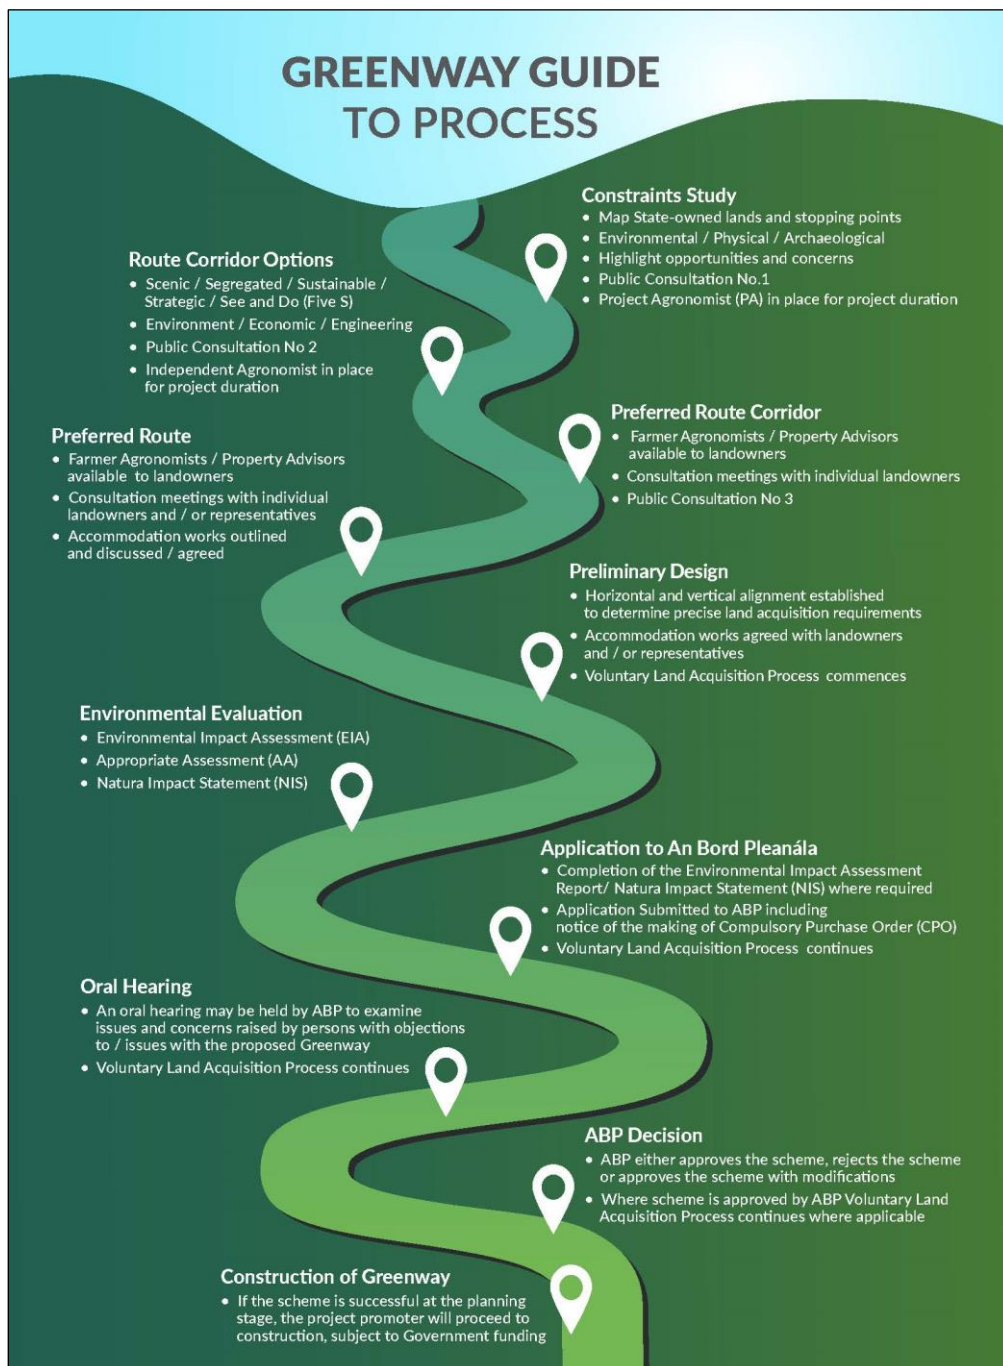 GREENWAY GUIDE
TO PROCESS
Constraints Study
• Map State-owned lands and stopping points
• Environmental / Physical / Archaeological
• Highlight opportunities and concerns
• Public Consultation No.1
• Project Agronomist (PA) in place for project duration
Route Corridor Options
• Scenic / Segregated / Sustainable /
Strategic / See and Do (Five S)
• Environment / Economic / Engineering
• Public Consultation No 2
• Independent Agronomist in place
for project duration
Preferred Route Corridor
• Farmer Agronomists / Property Advisors
available to landowners
• Consultation meetings with individual landowners
• Public Consultation No 3
Preferred Route
• Farmer Agronomists / Property Advisors
available to landowners
• Consultation meetings with individual
landowners and / or representatives
• Accommodation works outlined
and discussed / agreed
Preliminary Design
• Horizontal and vertical alignment established
to determine precise land acquisition requirements
• Accommodation works agreed with landowners
and / or representatives
• Voluntary Land Acquisition Process commences
Environmental Evaluation
• Environmental Impact Assessment (EIA)
• Appropriate Assessment (AA)
• Natura Impact Statement (NIS)
Application to An Bord Pleanála
• Completion of the Environmental Impact Assessment
Report/ Natura Impact Statement (NIS) where required
• Application Submitted to ABP including
notice of the making of Compulsory Purchase Order (CPO)
• Voluntary Land Acquisition Process continues
Oral Hearing
• An oral hearing may be held by ABP to examine
issues and concerns raised by persons with objections
to / issues with the proposed Greenway
• Voluntary Land Acquisition Process continues
ABP Decision
• ABP either approves the scheme, rejects the scheme
or approves the scheme with modifications
• Where scheme is approved by ABP Voluntary Land
Acquisition Process continues where applicable
Construction of Greenway
• If the scheme is successful at the planning
stage, the project promoter will proceed to
construction, subject to Government funding